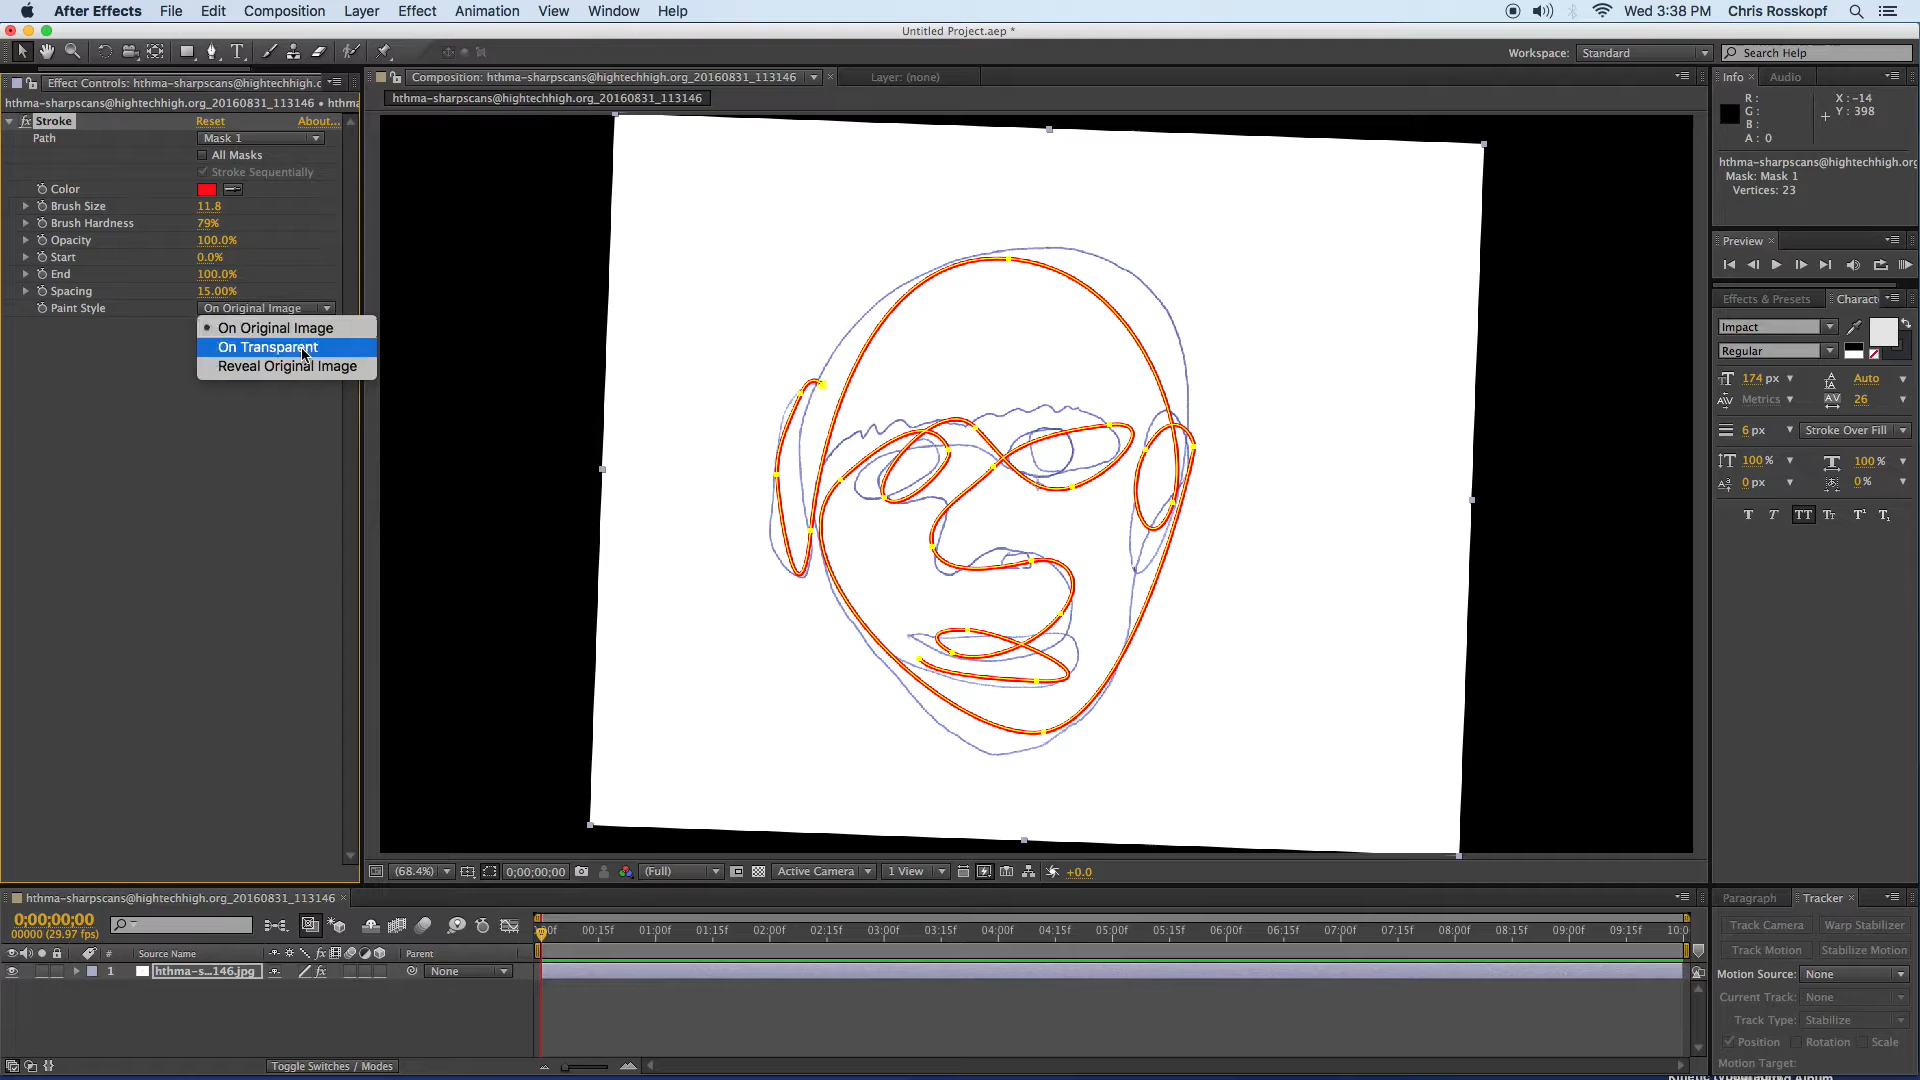 After Effects File Edit Composition Layer Effect Animation View Window Help Wed 3:38 PM Chris Rosskopf
Untitled Project.aep *
Workspace: Standard Search Help
Effect Controls: hthma-sharpscans@hightechhigh.c
Composition: hthma-sharpscans@hightechhigh.org_20160831_113146
Layer: (none)
Info Audio
hthma-sharpscans@hightechhigh.org_20160831_113146 • hthma
hthma-sharpscans@hightechhigh.org_20160831_113146
R: X: -14
G: Y: 398
B:
A: 0
Stroke Reset About...
Path Mask 1
All Masks
Stroke Sequentially
Color
Brush Size 11.8
Brush Hardness 79%
Opacity 100.0%
Start 0.0%
End 100.0%
Spacing 15.00%
Paint Style On Original Image
On Original Image
On Transparent
Reveal Original Image
hthma-sharpscans@hightechhigh.org
Mask: Mask 1
Vertices: 23
Preview
Effects & Presets Charact
Impact
Regular
174 px Auto
Metrics 26
6 px Stroke Over Fill
100% 100%
0 px 0%
T T TT Tt T¹ T₁
(68.4%) 0;00;00;00 (Full) Active Camera 1 View +0.0
hthma-sharpscans@hightechhigh.org_20160831_113146
0;00;00;00
00000 (29.97 fps)
00f 00:15f 01:00f 01:15f 02:00f 02:15f 03:00f 03:15f 04:00f 04:15f 05:00f 05:15f 06:00f 06:15f 07:00f 07:15f 08:00f 08:15f 09:00f 09:15f 10:0
# Source Name Parent
1 hthma-s...146.jpg None
Toggle Switches / Modes
Paragraph Tracker
Track Camera Warp Stabilizer
Track Motion Stabilize Motion
Motion Source: None
Current Track: None
Track Type: Stabilize
Position Rotation Scale
Motion Target: